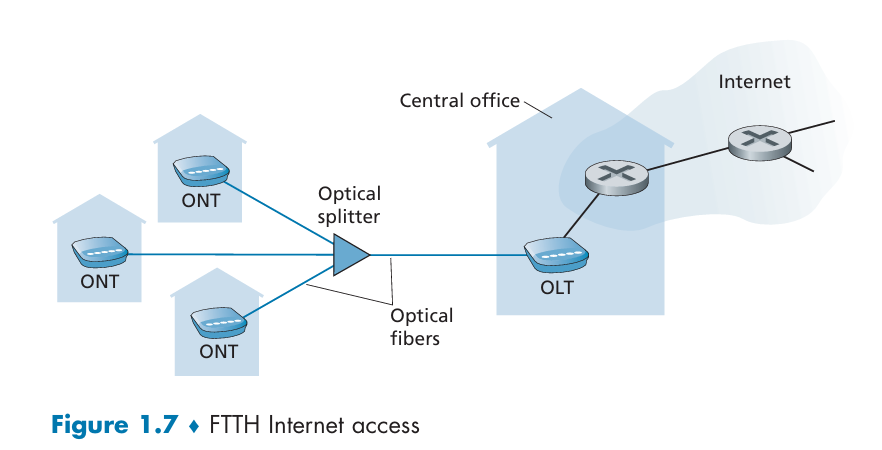 Internet
Central office
ONT
Optical
splitter
ONT
OLT
Optical
fibers
ONT
Figure 1.7 ♦ FTTH Internet access